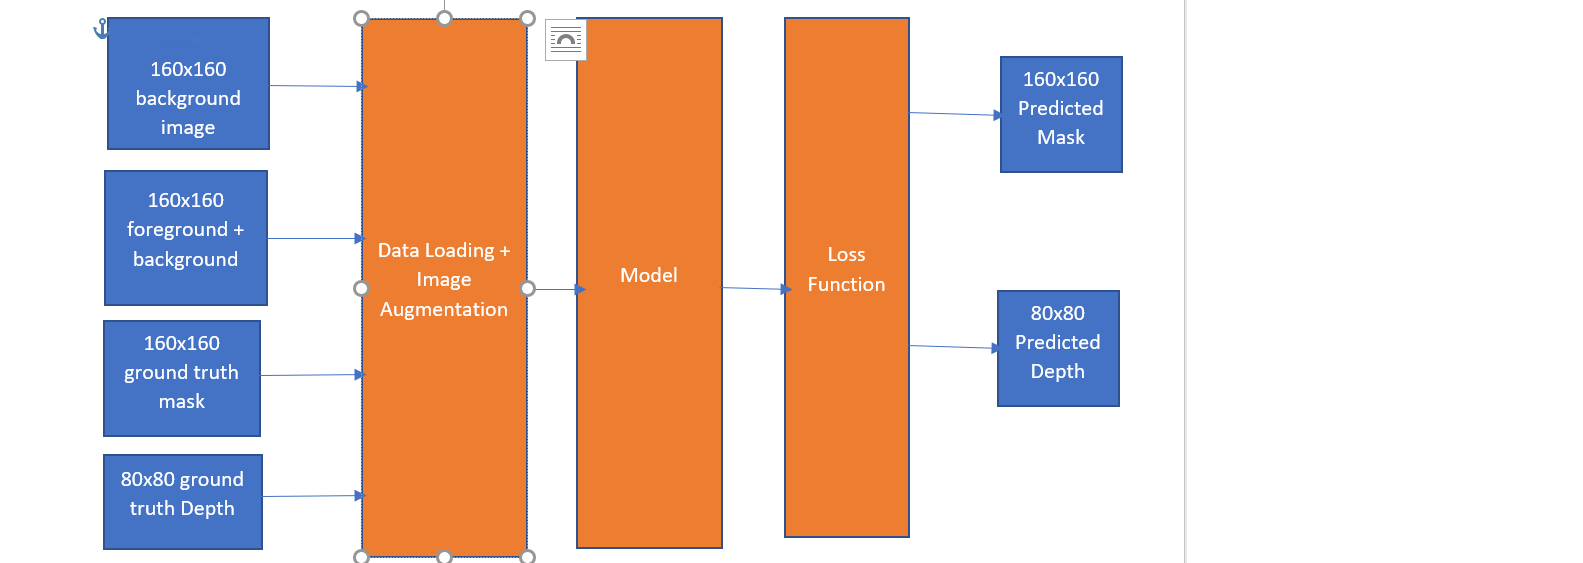 160x160
background
image
160x160
foreground +
background
160x160
ground truth
mask
80x80 ground
truth Depth
Data Loading +
Image
Augmentation
Model
Loss
Function
160x160
Predicted
Mask
80x80
Predicted
Depth